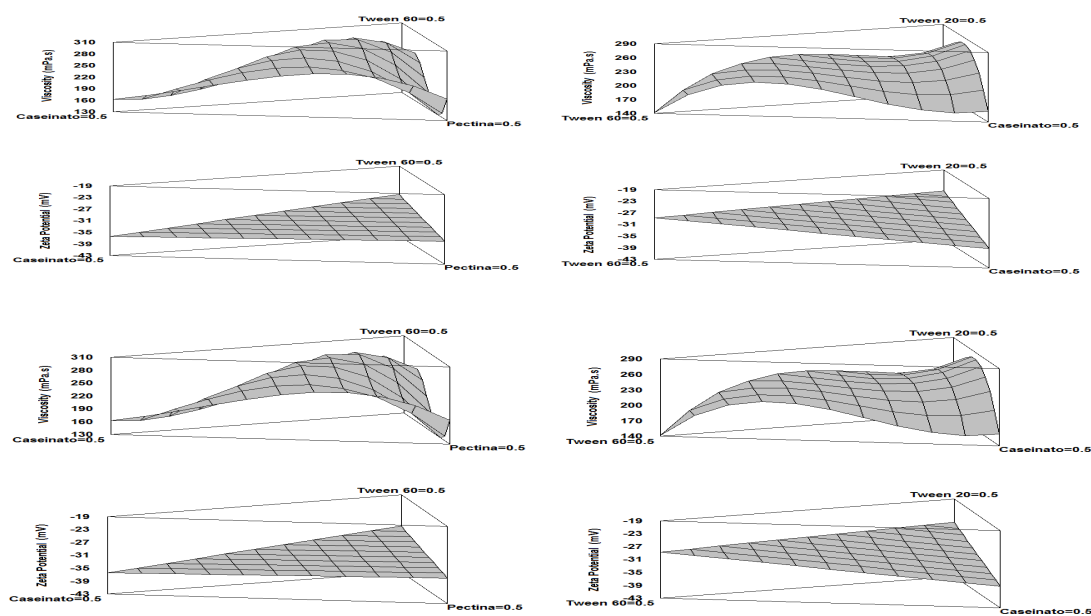 Tween 60=0.5
310
280
250
220
190
160
130
Viscosity (mPa.s)
Caseinato=0.5
Pectina=0.5
Tween 20=0.5
290
260
230
200
170
140
Viscosity (mPa.s)
Tween 60=0.5
Caseinato=0.5
Tween 60=0.5
-19
-23
-27
-31
-35
-39
-43
Zeta Potential (mV)
Caseinato=0.5
Pectina=0.5
Tween 20=0.5
-19
-23
-27
-31
-35
-39
-43
Zeta Potential (mV)
Tween 60=0.5
Caseinato=0.5
Tween 60=0.5
310
280
250
220
190
160
130
Viscosity (mPa.s)
Caseinato=0.5
Pectina=0.5
Tween 20=0.5
290
260
230
200
170
140
Viscosity (mPa.s)
Tween 60=0.5
Caseinato=0.5
Tween 60=0.5
-19
-23
-27
-31
-35
-39
-43
Zeta Potential (mV)
Caseinato=0.5
Pectina=0.5
Tween 20=0.5
-19
-23
-27
-31
-35
-39
-43
Zeta Potential (mV)
Tween 60=0.5
Caseinato=0.5